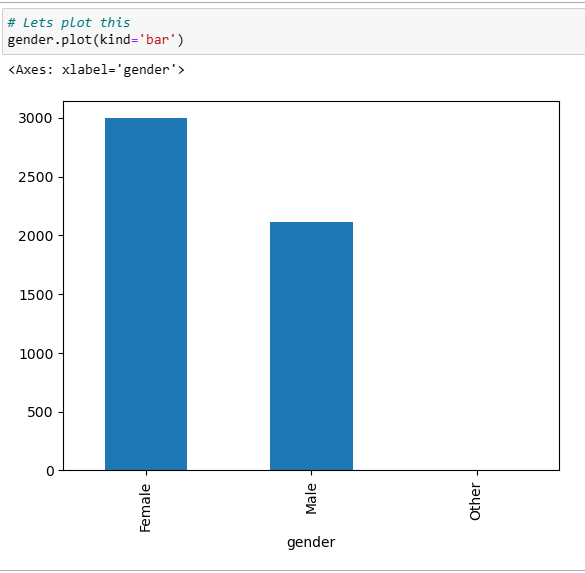 # Lets plot this
gender.plot(kind='bar')
<Axes: xlabel='gender'>
3000
2500
2000
1500
1000
500
0
Female
Male
Other
gender